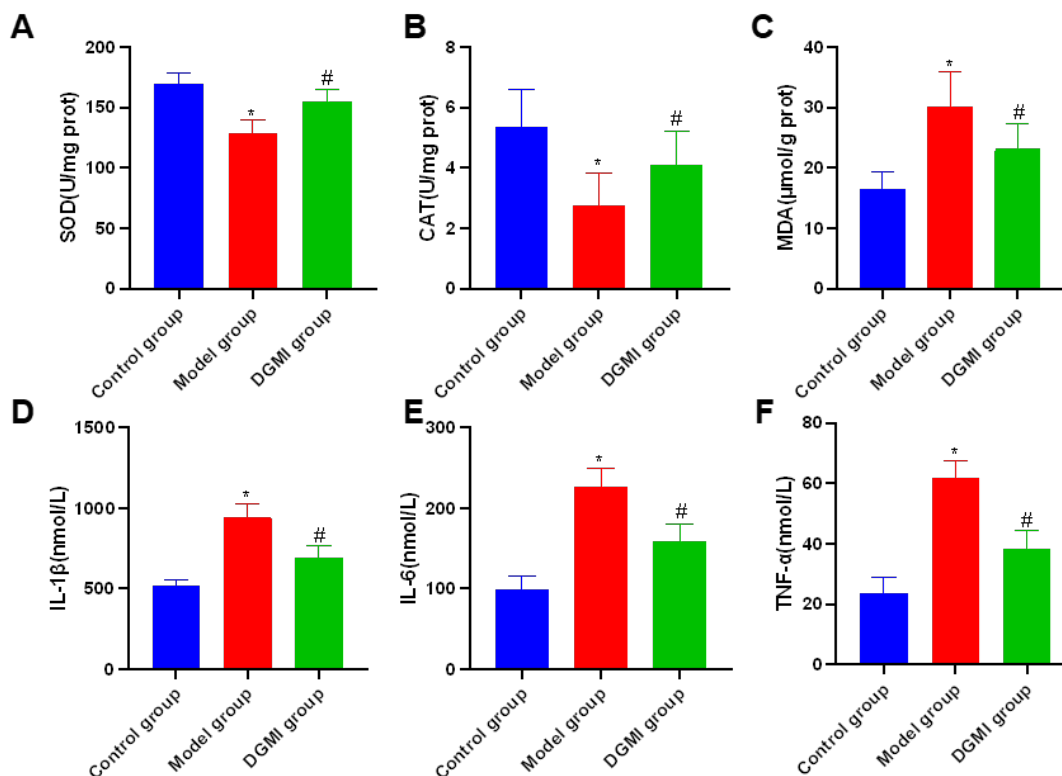 A
SOD(U/mg prot)
200
150
100
50
0
*
#
Control group
Model group
DGMI group
B
CAT(U/mg prot)
8
6
4
2
0
*
#
Control group
Model group
DGMI group
C
MDA(μmol/g prot)
40
30
20
10
0
*
#
Control group
Model group
DGMI group
D
IL-1β(nmol/L)
1500
1000
500
0
*
#
Control group
Model group
DGMI group
E
IL-6(nmol/L)
300
200
100
0
*
#
Control group
Model group
DGMI group
F
TNF-α(nmol/L)
80
60
40
20
0
*
#
Control group
Model group
DGMI group